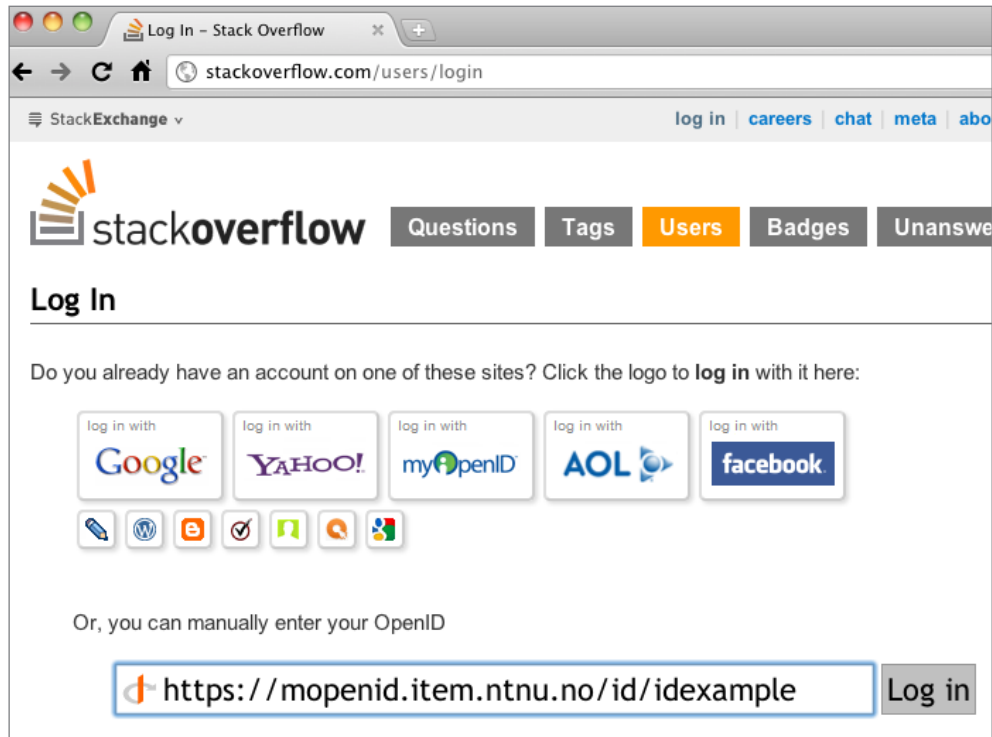 Log In – Stack Overflow
stackoverflow.com/users/login
StackExchange
log in | careers | chat | meta | abo
stackoverflow
Questions Tags Users Badges Unanswe
Log In
Do you already have an account on one of these sites? Click the logo to log in with it here:
log in with log in with log in with log in with log in with
Google YAHOO! myOpenID AOL facebook
Or, you can manually enter your OpenID
https://mopenid.item.ntnu.no/id/idexample Log in